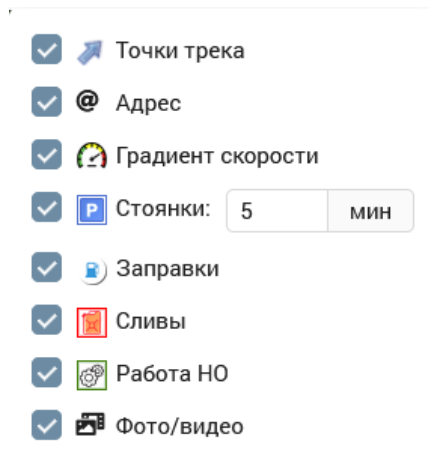 Точки трека
@ Адрес
Градиент скорости
P Стоянки: 5 мин
Заправки
Сливы
Работа НО
Фото/видео